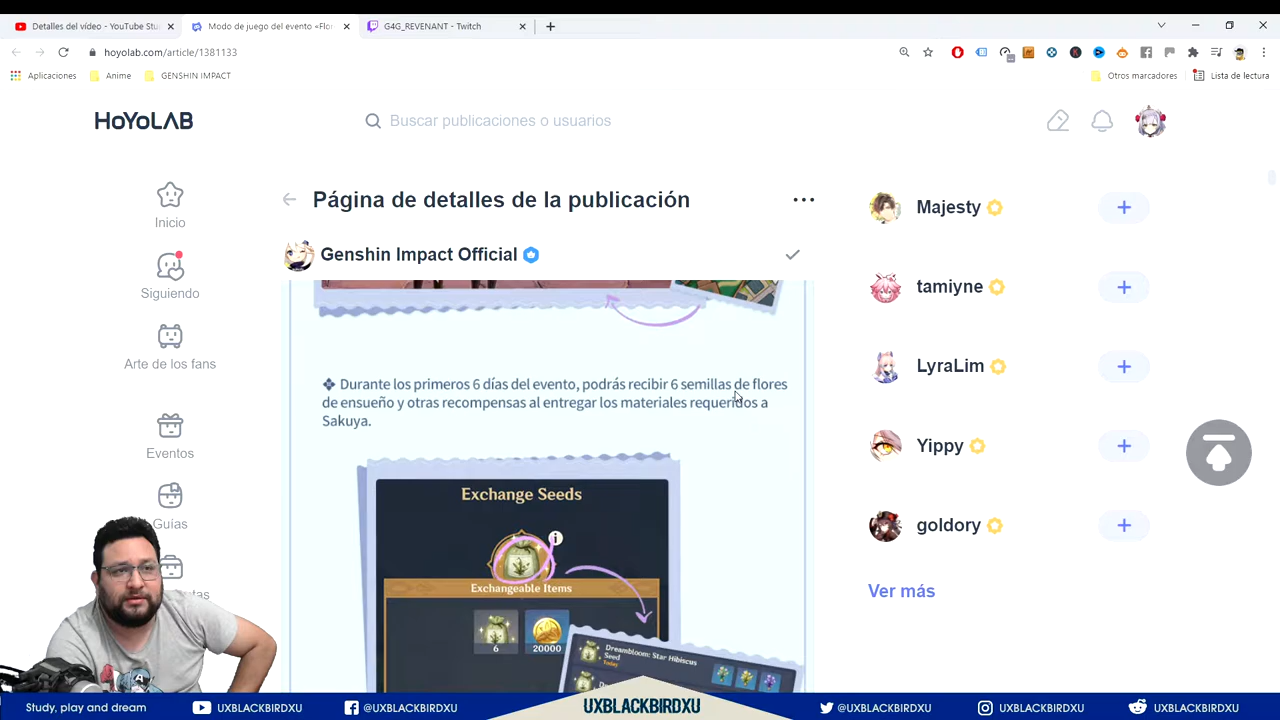 Detalles del vídeo - YouTube Stu
Modo de juego del evento «Flo
G4G_REVENANT - Twitch
hoyolab.com/article/1381133
Aplicaciones
Anime
GENSHIN IMPACT
Otros marcadores
Lista de lectura
HoYoLAB
Buscar publicaciones o usuarios
Inicio
Siguiendo
Arte de los fans
Eventos
Guías
Página de detalles de la publicación
Genshin Impact Official
❖ Durante los primeros 6 días del evento, podrás recibir 6 semillas de flores
de ensueño y otras recompensas al entregar los materiales requeridos a
Sakuya.
Exchange Seeds
Exchangeable Items
6
20000
Dreambloom: Star Hibiscus
Seed
Today
Majesty
tamiyne
LyraLim
Yippy
goldory
Ver más
Study, play and dream
UXBLACKBIRDXU
@UXBLACKBIRDXU
UXBLACKBIRDXU
@UXBLACKBIRDXU
UXBLACKBIRDXU
UXBLACKBIRDXU